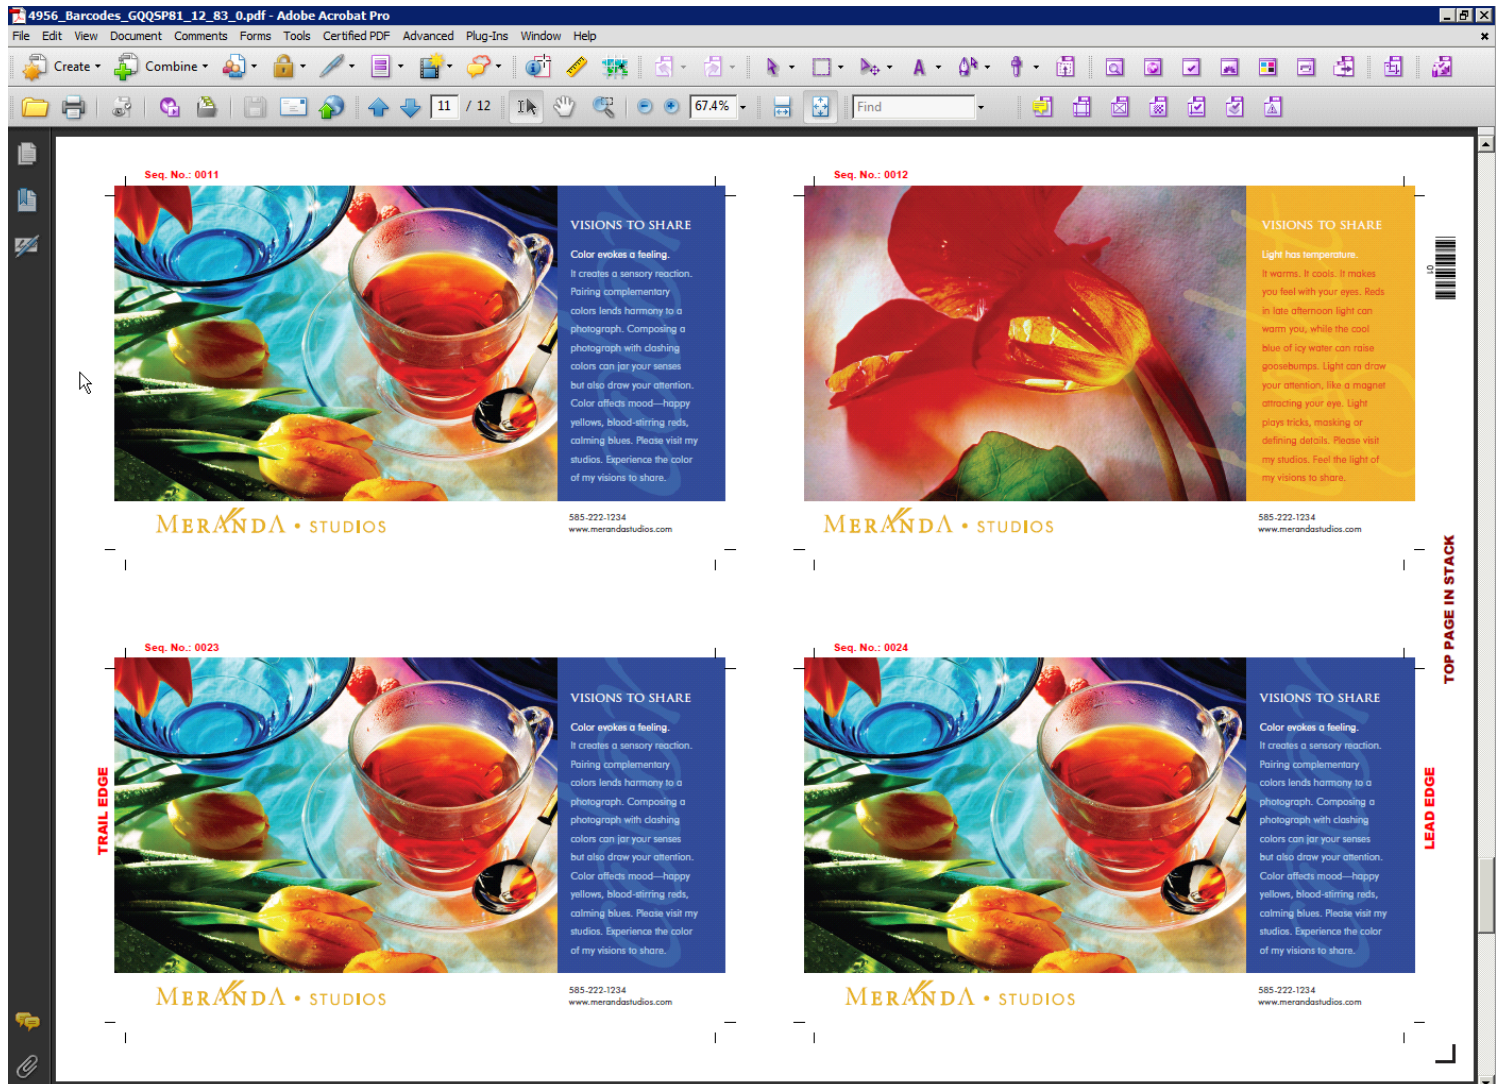 4956_Barcodes_GQQSP81_12_83_0.pdf - Adobe Acrobat Pro
File Edit View Document Comments Forms Tools Certified PDF Advanced Plug-Ins Window Help
Create Combine
11 / 12 67.4% Find
Seq. No.: 0011
VISIONS TO SHARE
Color evokes a feeling.
It creates a sensory reaction.
Pairing complementary
colors lends harmony to a
photograph. Composing a
photograph with clashing
colors can jar your senses
but also draw your attention.
Color affects mood—happy
yellows, blood-stirring reds,
calming blues. Please visit my
studios. Experience the color
of my visions to share.
MERANDA • STUDIOS
585-222-1234
www.merandastudios.com
Seq. No.: 0012
VISIONS TO SHARE
Light has temperature.
It warms. It cools. It makes
you feel with your eyes. Reds
in late afternoon light can
warm you, while the cool
blue of icy water can raise
goosebumps. Light can draw
your attention, like a magnet
attracting your eye. Light
plays tricks, masking or
defining details. Please visit
my studios. Feel the light of
my visions to share.
MERANDA • STUDIOS
585-222-1234
www.merandastudios.com
01
TOP PAGE IN STACK
Seq. No.: 0023
TRAIL EDGE
VISIONS TO SHARE
Color evokes a feeling.
It creates a sensory reaction.
Pairing complementary
colors lends harmony to a
photograph. Composing a
photograph with clashing
colors can jar your senses
but also draw your attention.
Color affects mood—happy
yellows, blood-stirring reds,
calming blues. Please visit my
studios. Experience the color
of my visions to share.
MERANDA • STUDIOS
585-222-1234
www.merandastudios.com
Seq. No.: 0024
VISIONS TO SHARE
Color evokes a feeling.
It creates a sensory reaction.
Pairing complementary
colors lends harmony to a
photograph. Composing a
photograph with clashing
colors can jar your senses
but also draw your attention.
Color affects mood—happy
yellows, blood-stirring reds,
calming blues. Please visit my
studios. Experience the color
of my visions to share.
MERANDA • STUDIOS
585-222-1234
www.merandastudios.com
LEAD EDGE